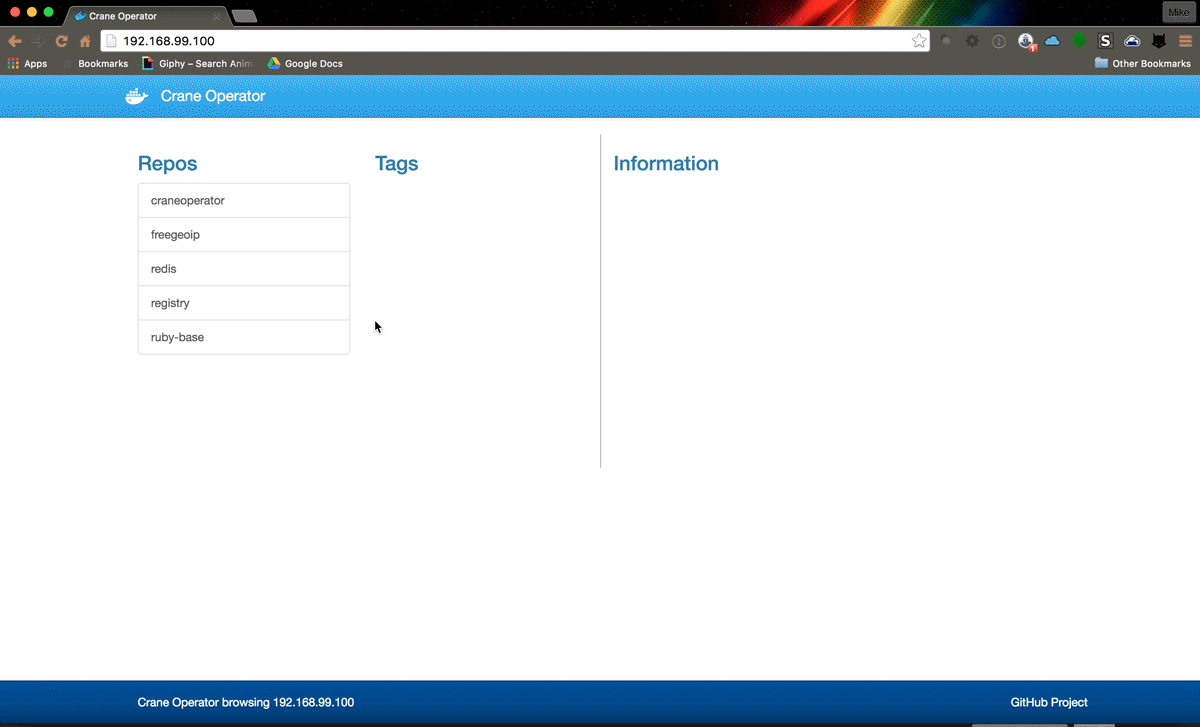 Crane Operator
Mike
192.168.99.100
Apps
Bookmarks
Giphy – Search Anim
Google Docs
Other Bookmarks
Crane Operator
Repos
Tags
Information
craneoperator
freegeoip
redis
registry
ruby-base
Crane Operator browsing 192.168.99.100
GitHub Project